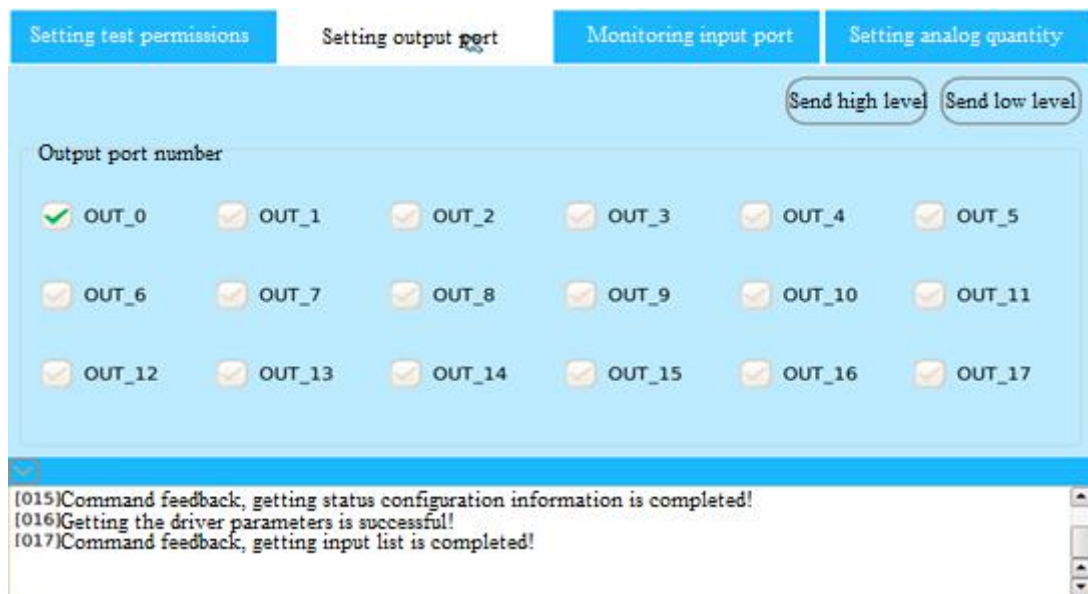 Setting test permissions Setting output port Monitoring input port Setting analog quantity
Send high level Send low level
Output port number
OUT_0 OUT_1 OUT_2 OUT_3 OUT_4 OUT_5
OUT_6 OUT_7 OUT_8 OUT_9 OUT_10 OUT_11
OUT_12 OUT_13 OUT_14 OUT_15 OUT_16 OUT_17
[015]Command feedback, getting status configuration information is completed!
[016]Getting the driver parameters is successful!
[017]Command feedback, getting input list is completed!